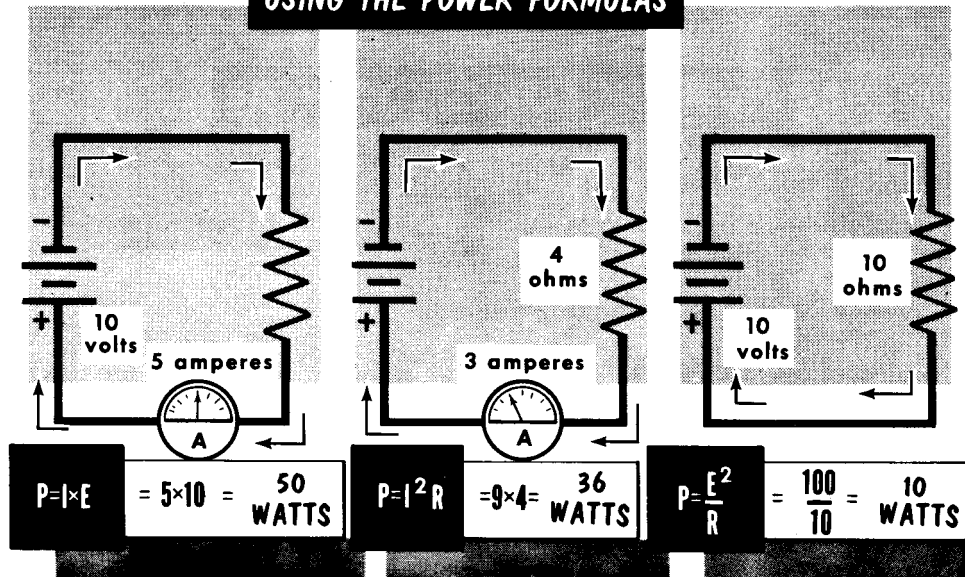 USING THE POWER FORMULAS
-
+
10
volts
5 amperes
A
P=I×E = 5×10 = 50
WATTS
-
+
4
ohms
3 amperes
A
P=I²R =9×4= 36
WATTS
-
+
10
volts
10
ohms
P=E²/R = 100/10 = 10
WATTS